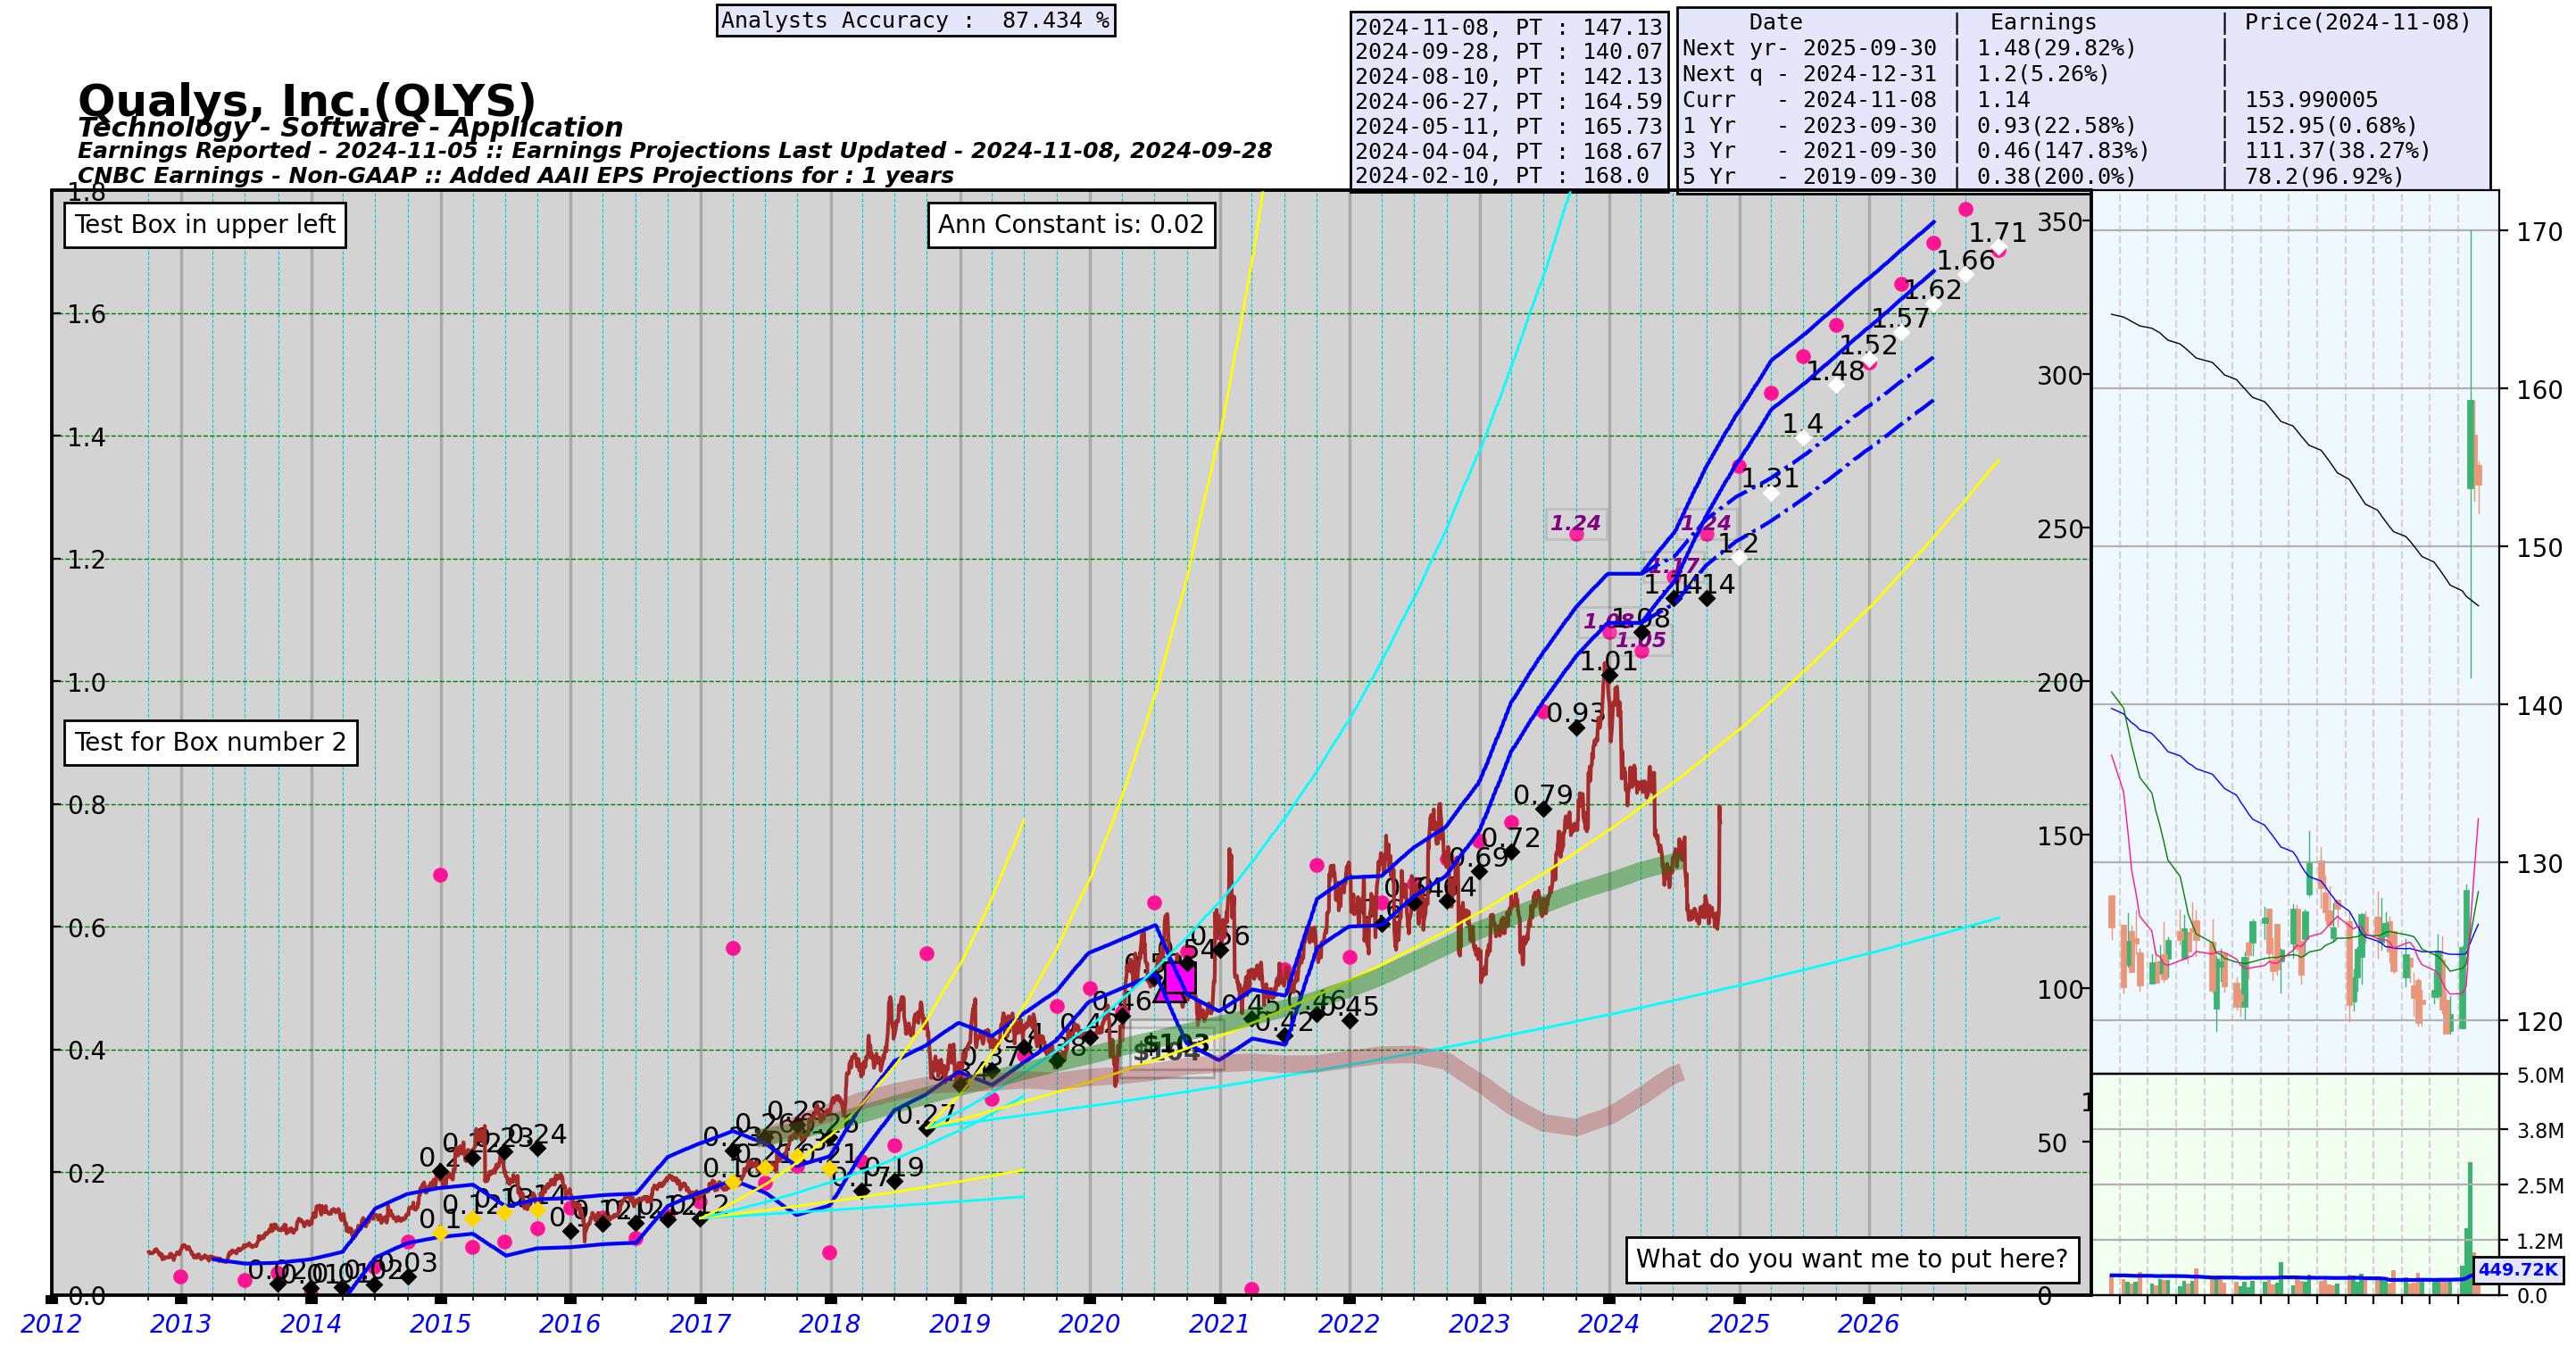 Analysts Accuracy :  87.434 %
2024-11-08, PT : 147.13
2024-09-28, PT : 140.07
2024-08-10, PT : 142.13
2024-06-27, PT : 164.59
2024-05-11, PT : 165.73
2024-04-04, PT : 168.67
2024-02-10, PT : 168.0
Date | Earnings | Price(2024-11-08)
Next yr- 2025-09-30 | 1.48(29.82%) |
Next q - 2024-12-31 | 1.2(5.26%) |
Curr   - 2024-11-08 | 1.14 | 153.990005
1 Yr   - 2023-09-30 | 0.93(22.58%) | 152.95(0.68%)
3 Yr   - 2021-09-30 | 0.46(147.83%) | 111.37(38.27%)
5 Yr   - 2019-09-30 | 0.38(200.0%) | 78.2(96.92%)
Qualys, Inc.(QLYS)
Technology - Software - Application
Earnings Reported - 2024-11-05 :: Earnings Projections Last Updated - 2024-11-08, 2024-09-28
CNBC Earnings - Non-GAAP :: Added AAII EPS Projections for : 1 years
Test Box in upper left
Ann Constant is: 0.02
Test for Box number 2
What do you want me to put here?
1.8
1.6
1.4
1.2
1.0
0.8
0.6
0.4
0.2
0.0
350
300
250
200
150
100
50
0
1.71
1.66
1.62
1.57
1.52
1.48
1.4
1.31
1.2
1.24
1.24
1.17
1.14
1.08
1.05
1.01
0.93
0.79
0.72
0.69
0.56
0.46
0.45
0.42
0.45
0.27
0.19
0.24
0.03
$103
170
160
150
140
130
120
5.0M
3.8M
2.5M
1.2M
449.72K
0.0
2012 2013 2014 2015 2016 2017 2018 2019 2020 2021 2022 2023 2024 2025 2026